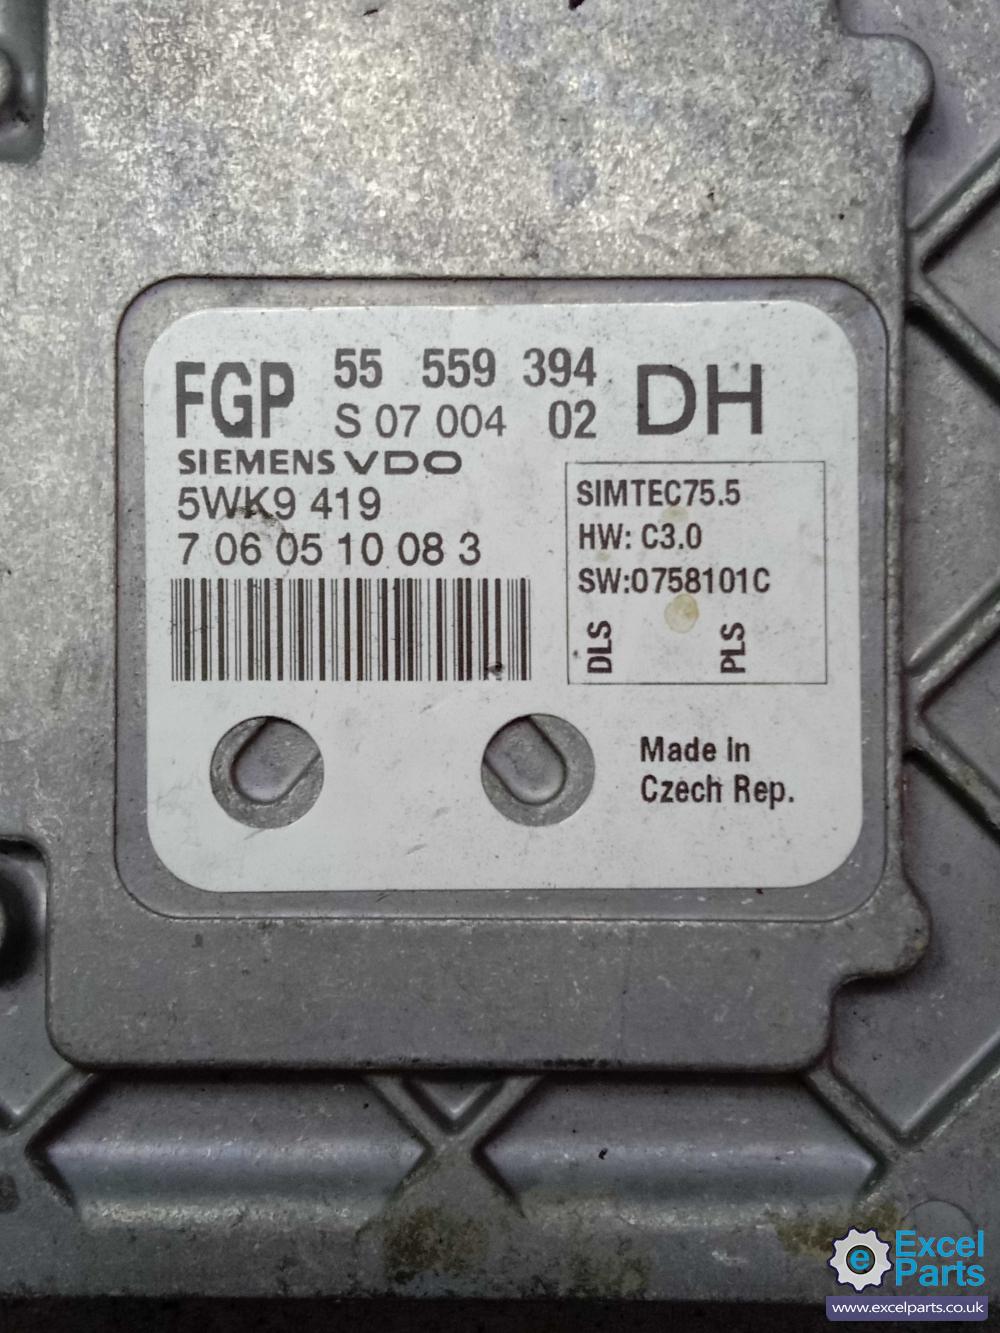 FGP 55 559 394 DH
S 07 004 02
SIEMENS VDO
5WK9 419
7 06 05 10 08 3
SIMTEC75.5
HW: C3.0
SW:0758101C
DLS PLS
Made in
Czech Rep.
e Excel
Parts
www.excelparts.co.uk